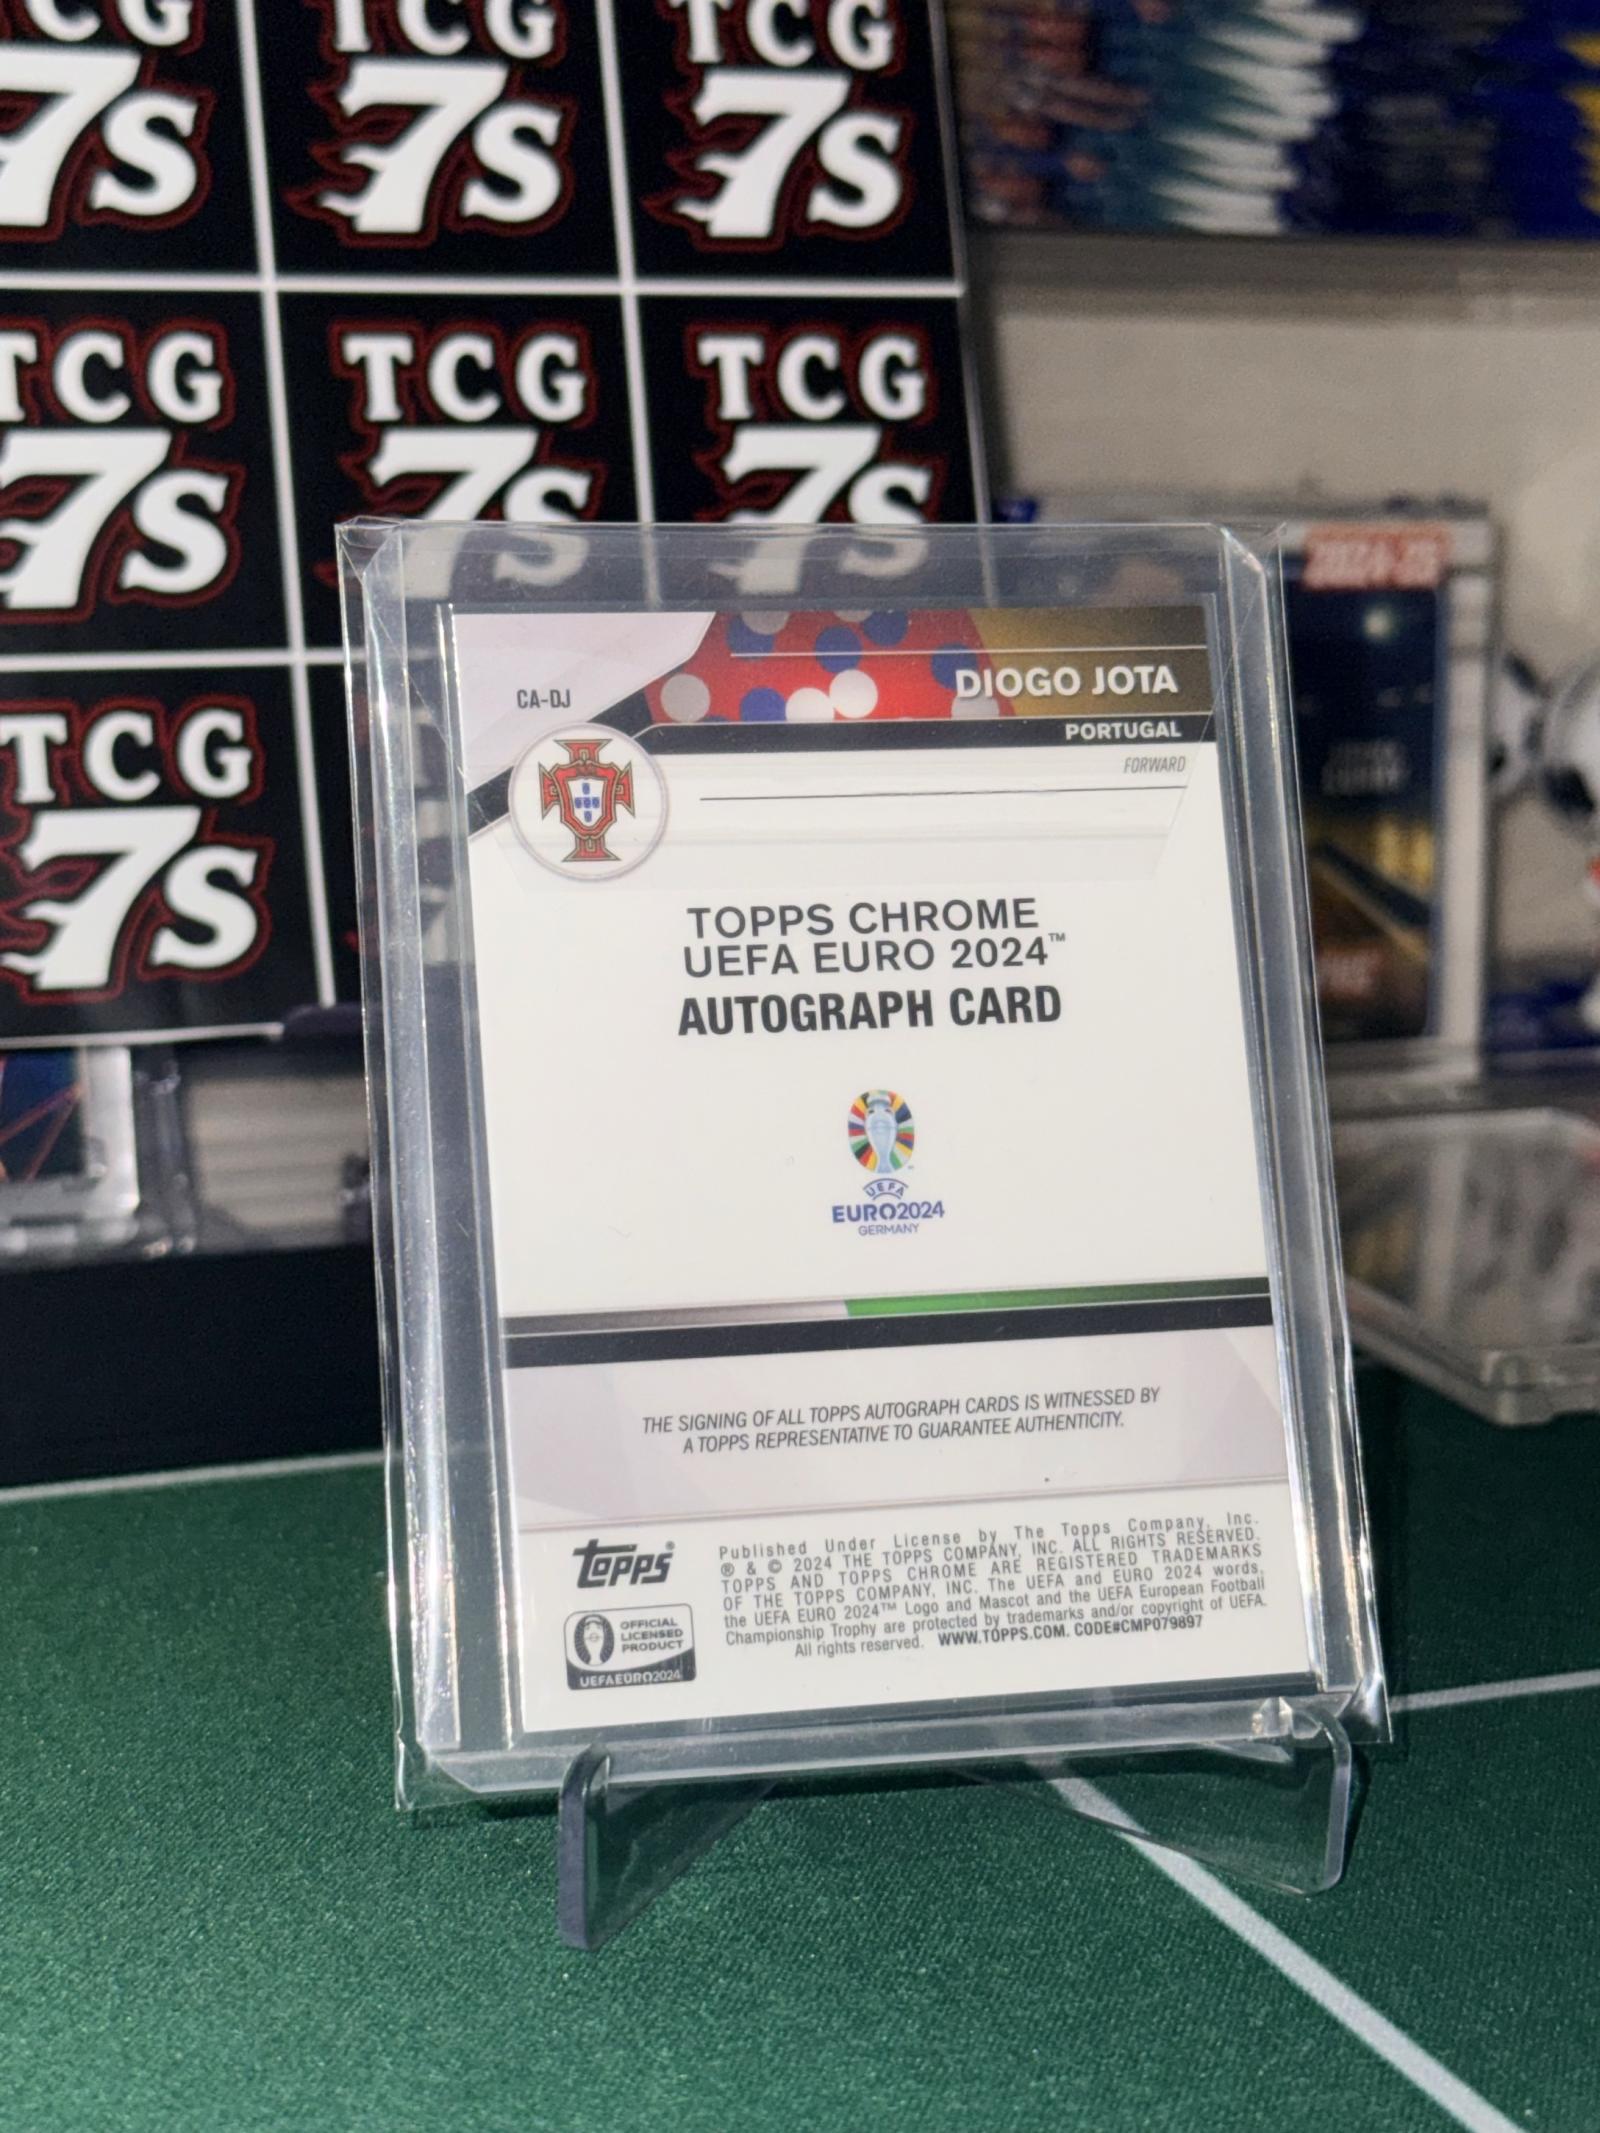 TCG
7S
TCG
7S
TCG
7S
TCG
7S
TCG
7S
TCG
7S
TCG
7S
2024-25
CA-DJ
DIOGO JOTA
PORTUGAL
FORWARD
TOPPS CHROME
UEFA EURO 2024™
AUTOGRAPH CARD
UEFA
EURO2024
GERMANY
THE SIGNING OF ALL TOPPS AUTOGRAPH CARDS IS WITNESSED BY
A TOPPS REPRESENTATIVE TO GUARANTEE AUTHENTICITY.
topps®
OFFICIAL
LICENSED
PRODUCT
UEFAEURO2024
Published Under License by The Topps Company, Inc.
® & © 2024 THE TOPPS COMPANY, INC. ALL RIGHTS RESERVED.
TOPPS AND TOPPS CHROME ARE REGISTERED TRADEMARKS
OF THE TOPPS COMPANY, INC. The UEFA and EURO 2024 words,
the UEFA EURO 2024™ Logo and Mascot and the UEFA European Football
Championship Trophy are protected by trademarks and/or copyright of UEFA.
All rights reserved. WWW.TOPPS.COM. CODE#CMP079897